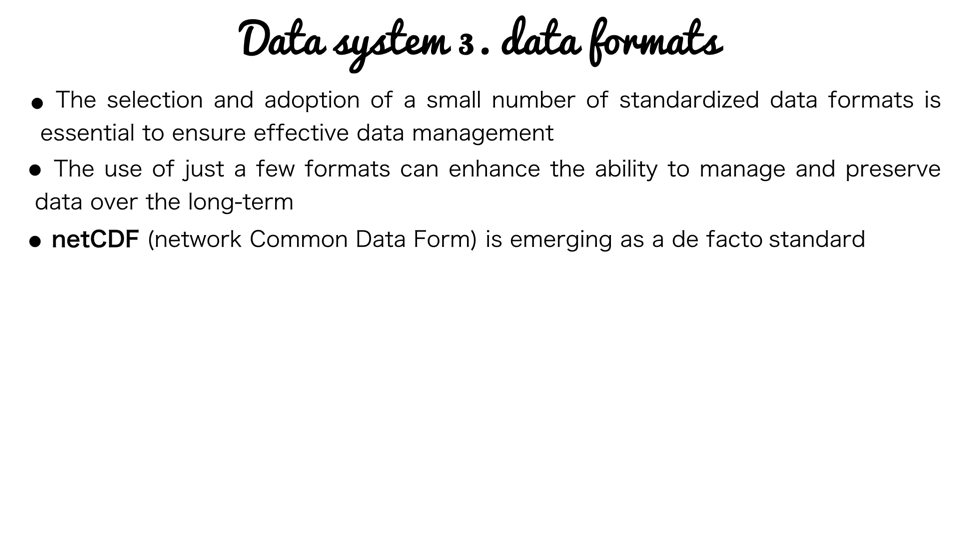 Data system 3. data formats
● The selection and adoption of a small number of standardized data formats is
essential to ensure effective data management
● The use of just a few formats can enhance the ability to manage and preserve
data over the long-term
● netCDF (network Common Data Form) is emerging as a de facto standard